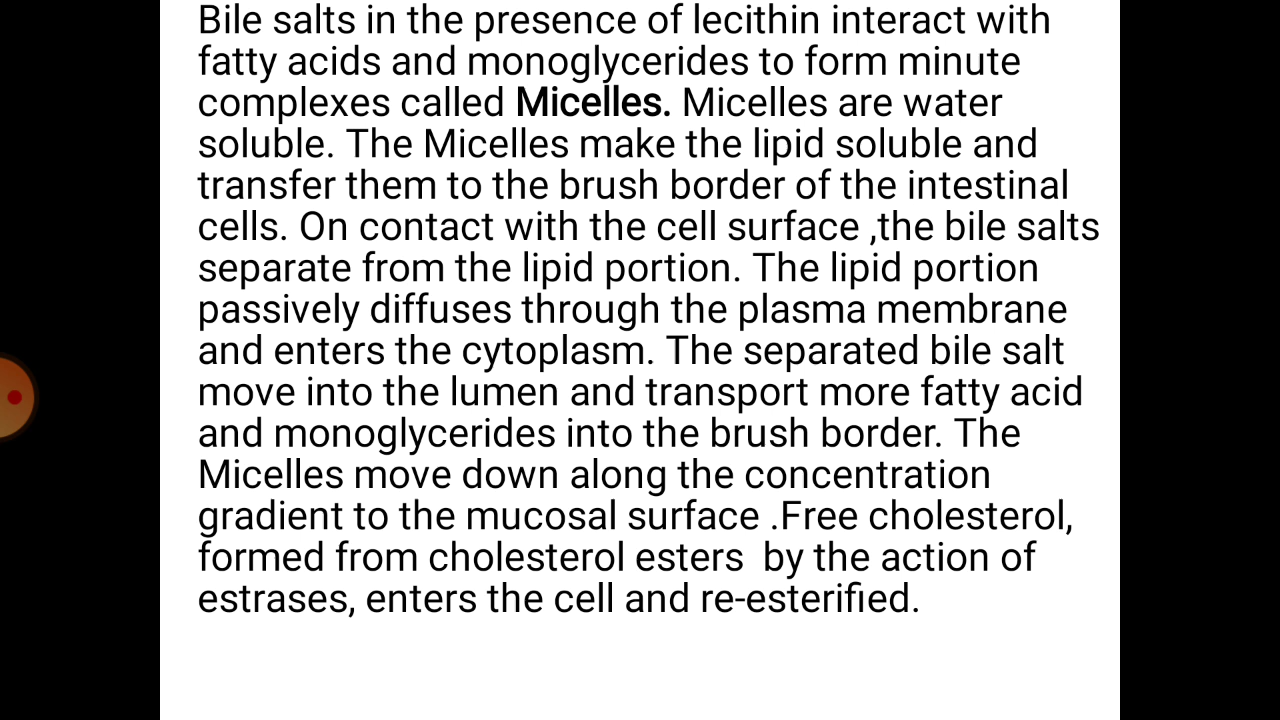 Bile salts in the presence of lecithin interact with
fatty acids and monoglycerides to form minute
complexes called Micelles. Micelles are water
soluble. The Micelles make the lipid soluble and
transfer them to the brush border of the intestinal
cells. On contact with the cell surface ,the bile salts
separate from the lipid portion. The lipid portion
passively diffuses through the plasma membrane
and enters the cytoplasm. The separated bile salt
move into the lumen and transport more fatty acid
and monoglycerides into the brush border. The
Micelles move down along the concentration
gradient to the mucosal surface .Free cholesterol,
formed from cholesterol esters  by the action of
estrases, enters the cell and re-esterified.